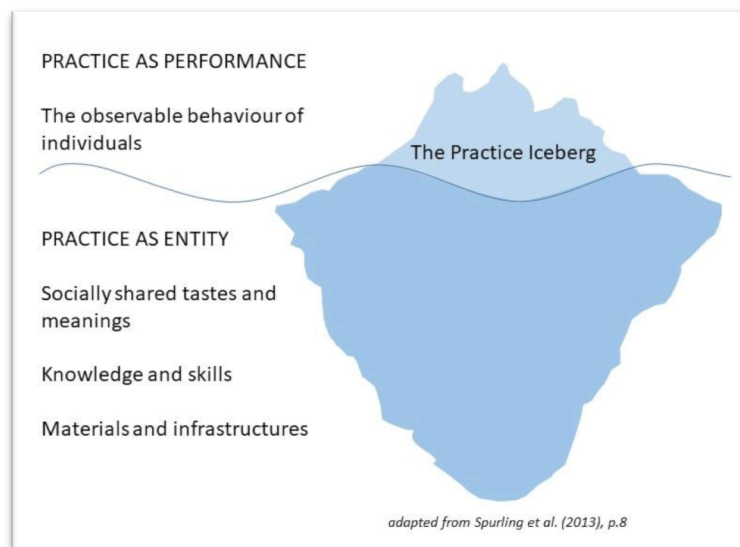 PRACTICE AS PERFORMANCE
The observable behaviour of
individuals
The Practice Iceberg
PRACTICE AS ENTITY
Socially shared tastes and
meanings
Knowledge and skills
Materials and infrastructures
adapted from Spurling et al. (2013), p.8